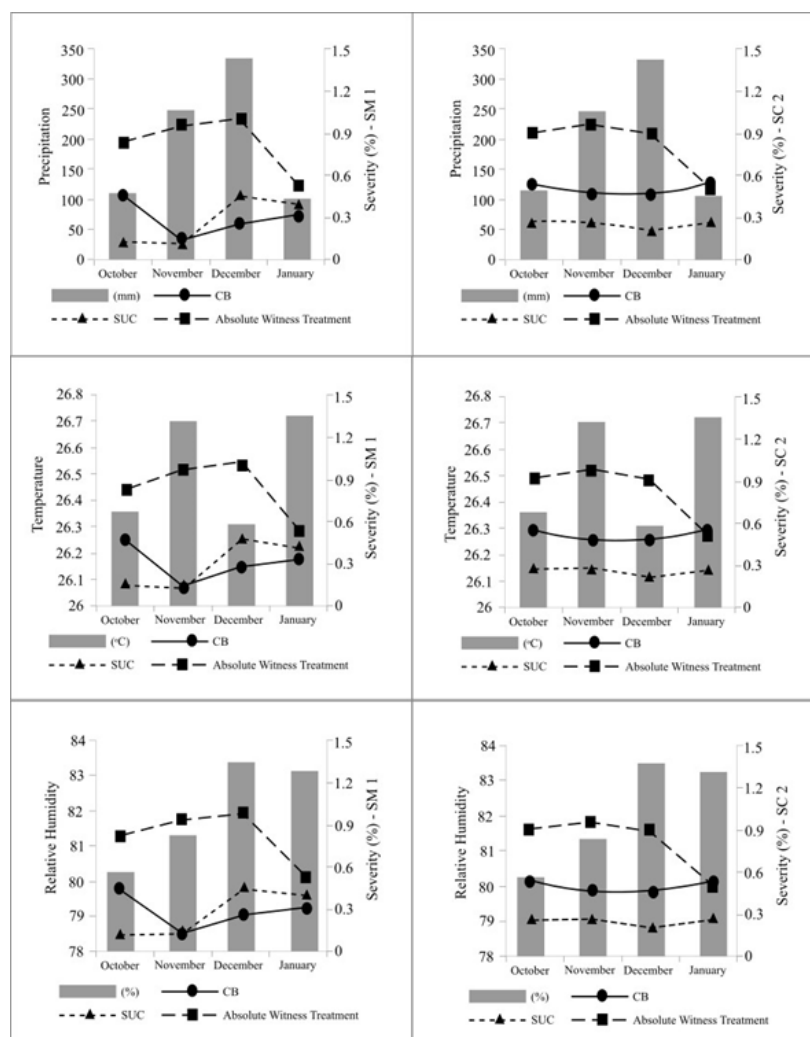 350
300
250
200
150
100
50
0
Precipitation
1.5
1.2
0.9
0.6
0.3
0
Severity (%) - SM 1
October November December January
(mm) CB
SUC Absolute Witness Treatment
350
300
250
200
150
100
50
0
Precipitation
1.5
1.2
0.9
0.6
0.3
0
Severity (%) - SC 2
October November December January
(mm) CB
SUC Absolute Witness Treatment
26.8
26.7
26.6
26.5
26.4
26.3
26.2
26.1
26
Temperature
1.5
1.2
0.9
0.6
0.3
0
Severity (%) - SM 1
October November December January
(ºC) CB
SUC Absolute Witness Treatment
26.8
26.7
26.6
26.5
26.4
26.3
26.2
26.1
26
Temperature
1.5
1.2
0.9
0.6
0.3
0
Severity (%) - SC 2
October November December January
(ºC) CB
SUC Absolute Witness Treatment
84
83
82
81
80
79
78
Relative Humidity
1.5
1.2
0.9
0.6
0.3
0
Severity (%) - SM 1
October November December January
(%) CB
SUC Absolute Witness Treatment
84
83
82
81
80
79
78
Relative Humidity
1.5
1.2
0.9
0.6
0.3
0
Severity (%) - SC 2
October November December January
(%) CB
SUC Absolute Witness Treatment